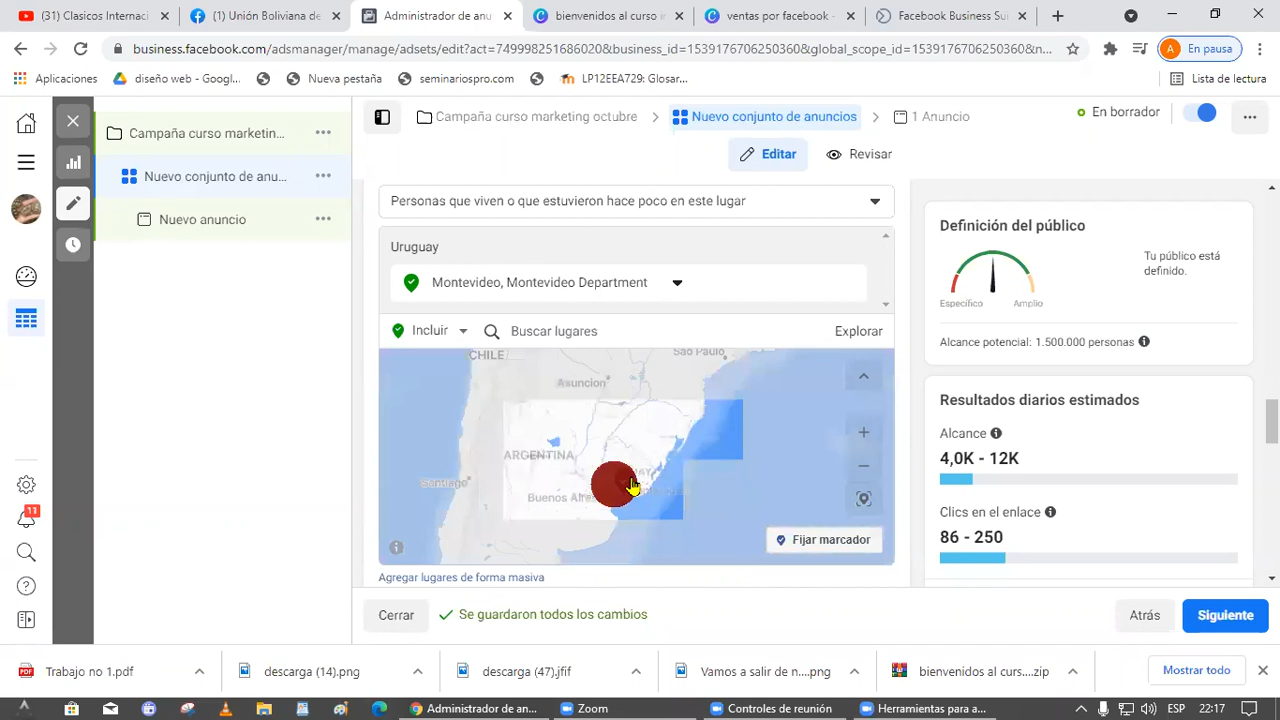 (31) Clasicos Internaci
(1) Unión Boliviana de
Administrador de anu
bienvenidos al curso in
ventas por facebook -
Facebook Business Su
business.facebook.com/adsmanager/manage/adsets/edit?act=749998251686020&business_id=1539176706250360&global_scope_id=1539176706250360&n...
A En pausa
Aplicaciones
diseño web - Googl...
Nueva pestaña
seminariospro.com
LP12EEA729: Glosar...
Lista de lectura
Campaña curso marketin...
Nuevo conjunto de anu...
Nuevo anuncio
11
Campaña curso marketing octubre
Nuevo conjunto de anuncios
1 Anuncio
En borrador
Editar
Revisar
Personas que viven o que estuvieron hace poco en este lugar
Uruguay
Montevideo, Montevideo Department
Incluir
Buscar lugares
Explorar
CHILE
Sao Paulo
Asuncion
ARGENTINA
Santiago
Buenos Aires
Fijar marcador
Agregar lugares de forma masiva
Definición del público
Tu público está
definido.
Específico
Amplio
Alcance potencial: 1.500.000 personas
Resultados diarios estimados
Alcance
4,0K - 12K
Clics en el enlace
86 - 250
Cerrar
Se guardaron todos los cambios
Atrás
Siguiente
Trabajo no 1.pdf
descarga (14).png
descarga (47).jfif
Vamos a salir de n....png
bienvenidos al curs....zip
Mostrar todo
Administrador de an...
Zoom
Controles de reunión
Herramientas para a...
ESP
22:17